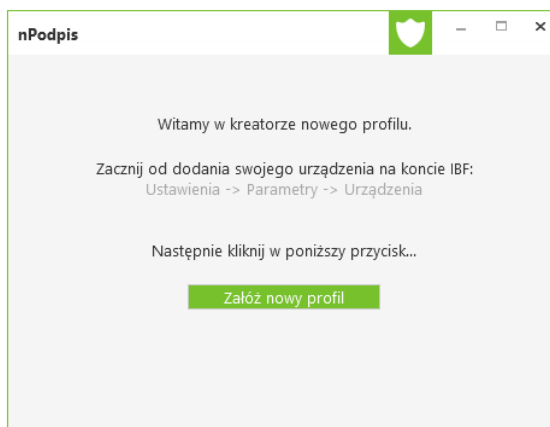 nPodpis
Witamy w kreatorze nowego profilu.
Zacznij od dodania swojego urządzenia na koncie IBF:
Ustawienia -> Parametry -> Urządzenia
Następnie kliknij w poniższy przycisk...
Załóż nowy profil